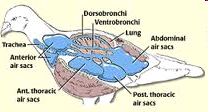 Dorsobronchi
Ventrobronchi
Lung
Trachea
Abdominal
air sacs
Anterior
air sacs
Ant. thoracic
air sacs
Post. thoracic
air sacs